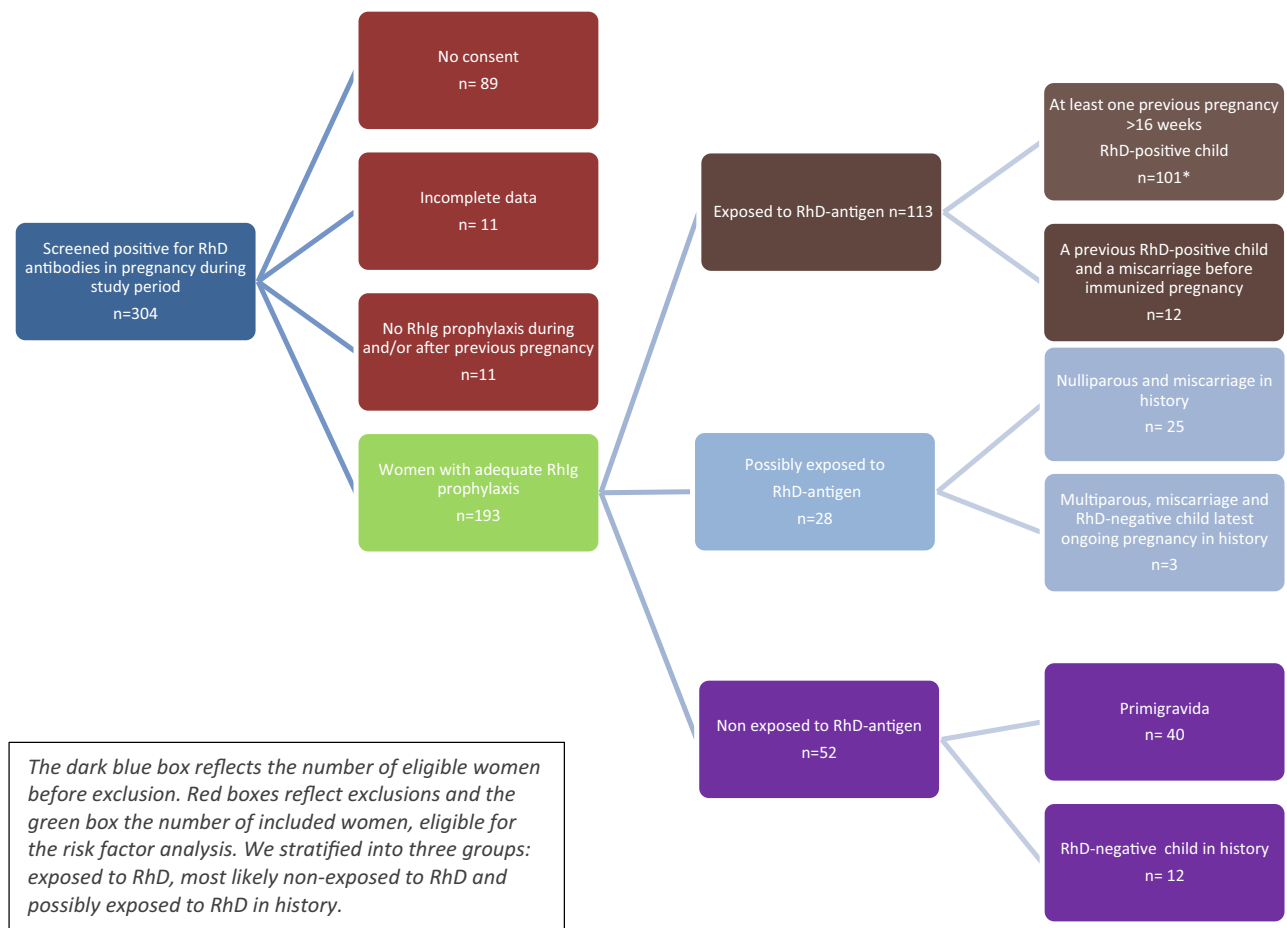 Screened positive for RhD
antibodies in pregnancy during
study period
n=304
No consent
n= 89
Incomplete data
n= 11
No RhIg prophylaxis during
and/or after previous pregnancy
n=11
Women with adequate RhIg
prophylaxis
n=193
Exposed to RhD-antigen n=113
Possibly exposed to
RhD-antigen
n=28
Non exposed to RhD-antigen
n=52
At least one previous pregnancy
>16 weeks
RhD-positive child
n=101*
A previous RhD-positive child
and a miscarriage before
immunized pregnancy
n=12
Nulliparous and miscarriage in
history
n= 25
Multiparous, miscarriage and
RhD-negative child latest
ongoing pregnancy in history
n=3
Primigravida
n= 40
RhD-negative child in history
n= 12
The dark blue box reflects the number of eligible women
before exclusion. Red boxes reflect exclusions and the
green box the number of included women, eligible for
the risk factor analysis. We stratified into three groups:
exposed to RhD, most likely non-exposed to RhD and
possibly exposed to RhD in history.